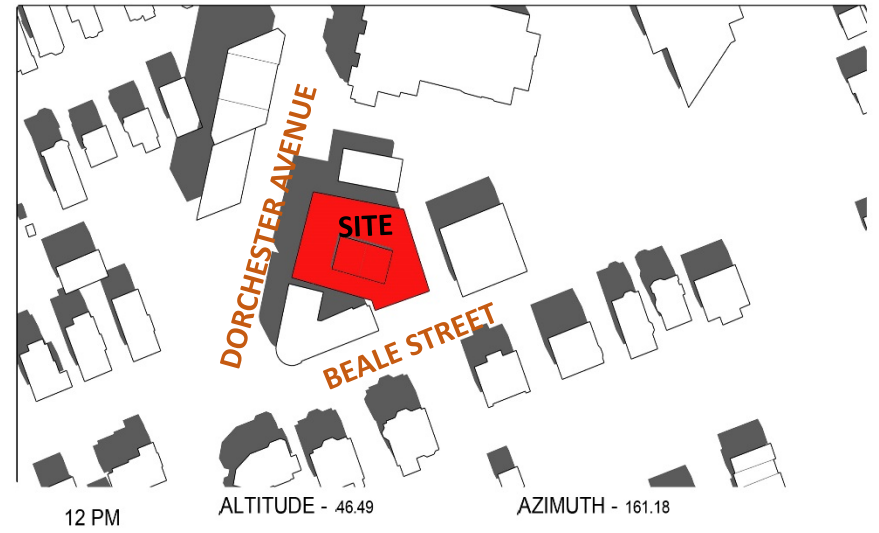 DORCHESTER AVENUE
SITE
BEALE STREET
12 PM
ALTITUDE - 46.49
AZIMUTH - 161.18